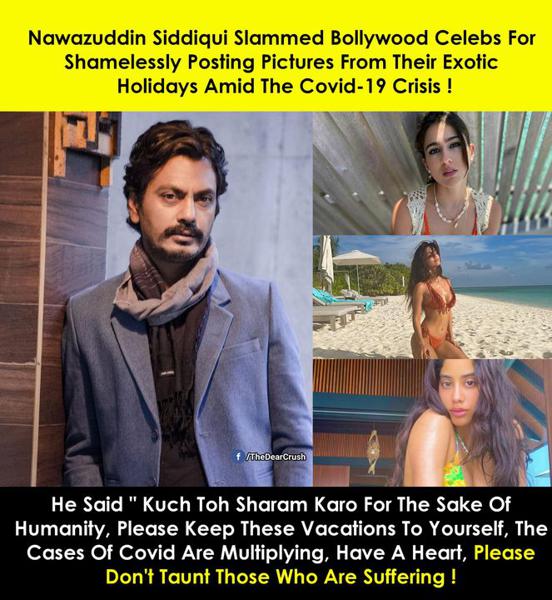 Nawazuddin Siddiqui Slammed Bollywood Celebs For
Shamelessly Posting Pictures From Their Exotic
Holidays Amid The Covid-19 Crisis !
f /TheDearCrush
He Said " Kuch Toh Sharam Karo For The Sake Of
Humanity, Please Keep These Vacations To Yourself, The
Cases Of Covid Are Multiplying, Have A Heart, Please
Don't Taunt Those Who Are Suffering !